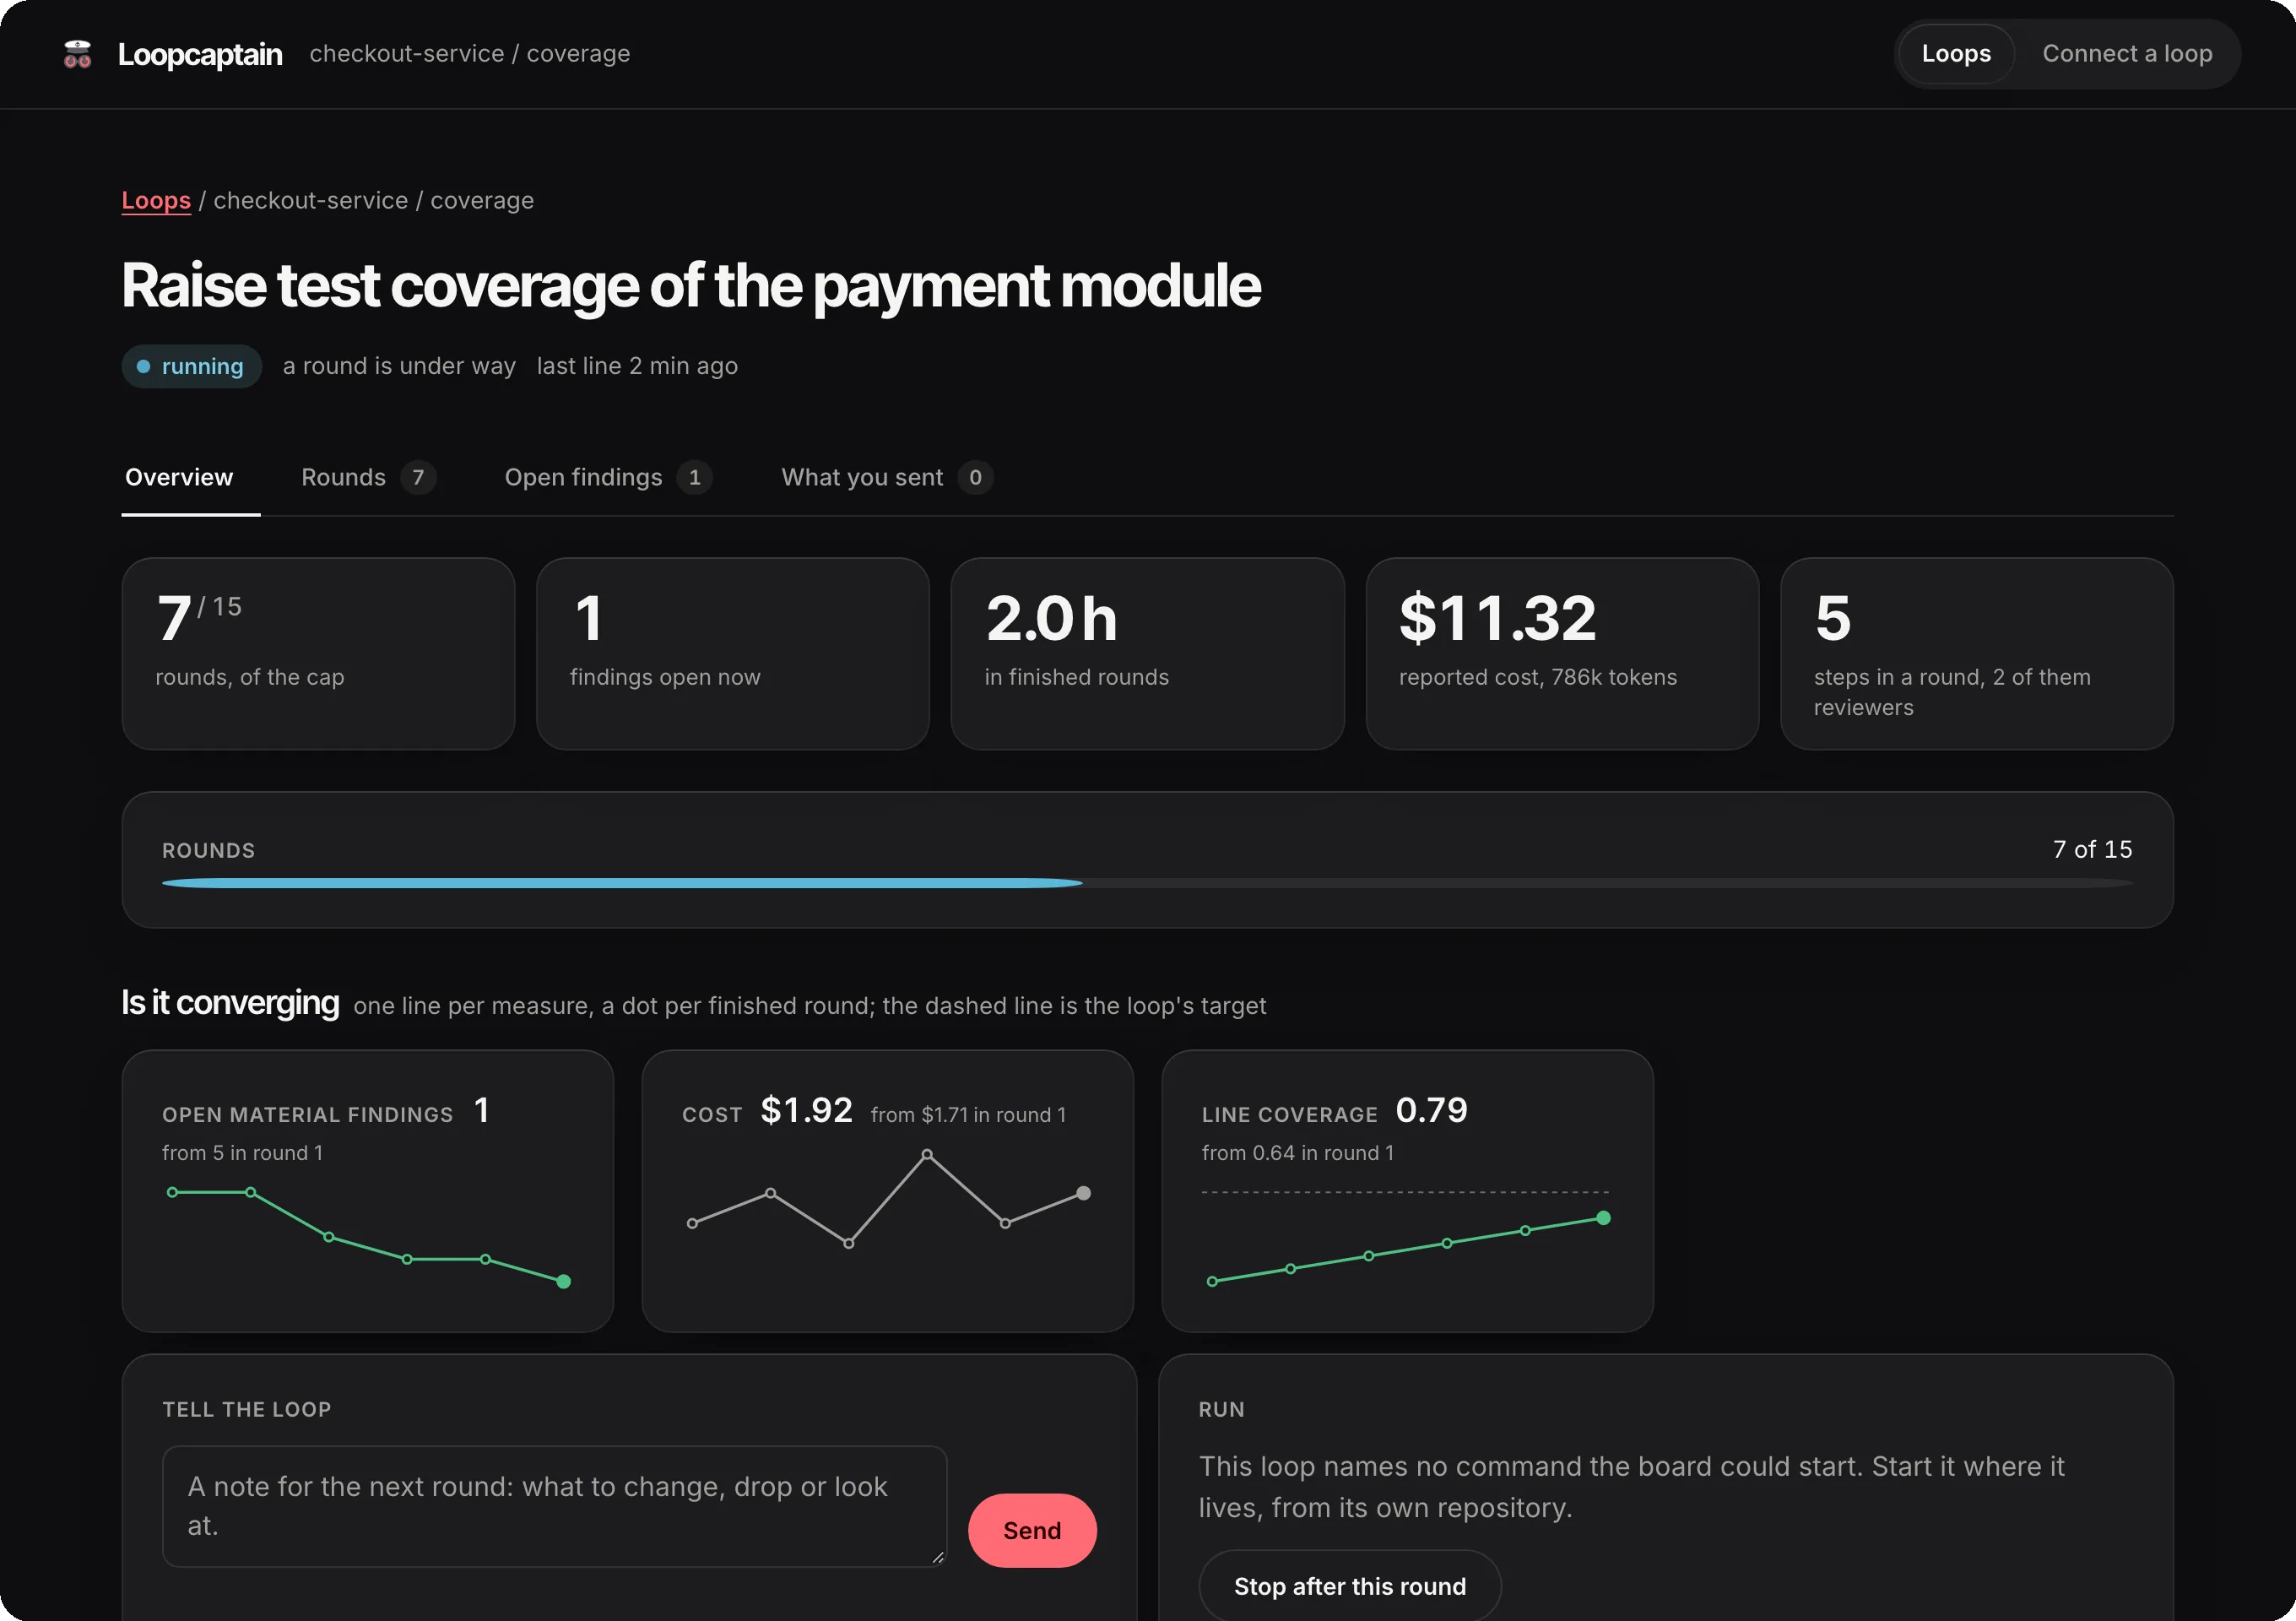 Loopcaptain checkout-service / coverage Loops Connect a loop
Loops / checkout-service / coverage
Raise test coverage of the payment module
running a round is under way last line 2 min ago
Overview Rounds 7 Open findings 1 What you sent 0
7 / 15
rounds, of the cap
1
findings open now
2.0 h
in finished rounds
$11.32
reported cost, 786k tokens
5
steps in a round, 2 of them
reviewers
ROUNDS 7 of 15
Is it converging one line per measure, a dot per finished round; the dashed line is the loop's target
OPEN MATERIAL FINDINGS 1
from 5 in round 1
COST $1.92 from $1.71 in round 1
LINE COVERAGE 0.79
from 0.64 in round 1
TELL THE LOOP
A note for the next round: what to change, drop or look
at.
Send
RUN
This loop names no command the board could start. Start it where it
lives, from its own repository.
Stop after this round